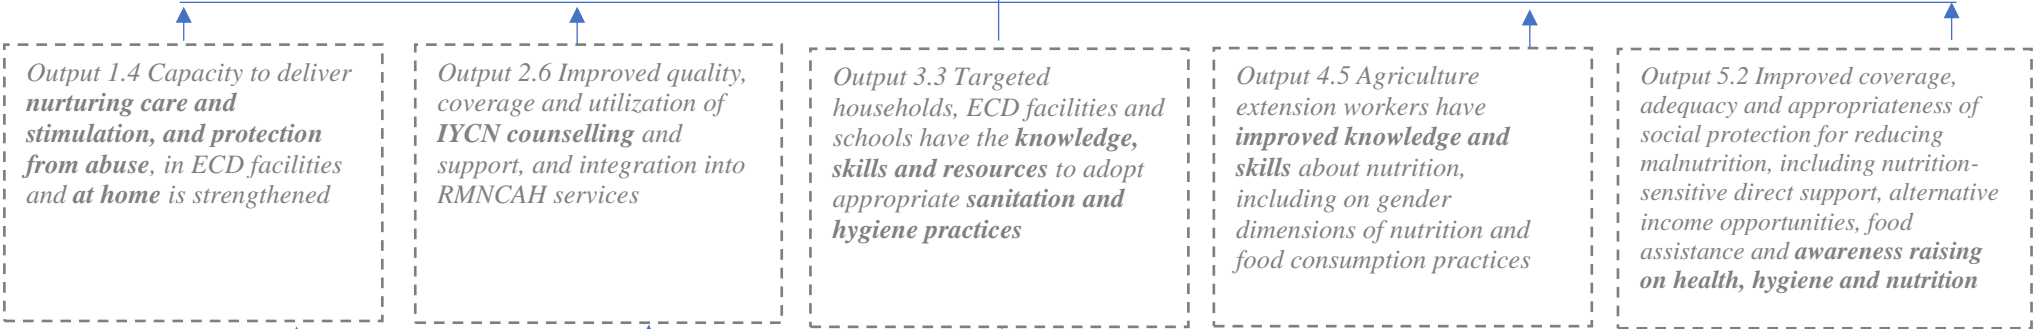 Output 1.4 Capacity to deliver
nurturing care and
stimulation, and protection
from abuse, in ECD facilities
and at home is strengthened
Output 2.6 Improved quality,
coverage and utilization of
IYCN counselling and
support, and integration into
RMNCAH services
Output 3.3 Targeted
households, ECD facilities and
schools have the knowledge,
skills and resources to adopt
appropriate sanitation and
hygiene practices
Output 4.5 Agriculture
extension workers have
improved knowledge and
skills about nutrition,
including on gender
dimensions of nutrition and
food consumption practices
Output 5.2 Improved coverage,
adequacy and appropriateness of
social protection for reducing
malnutrition, including nutrition-
sensitive direct support, alternative
income opportunities, food
assistance and awareness raising
on health, hygiene and nutrition